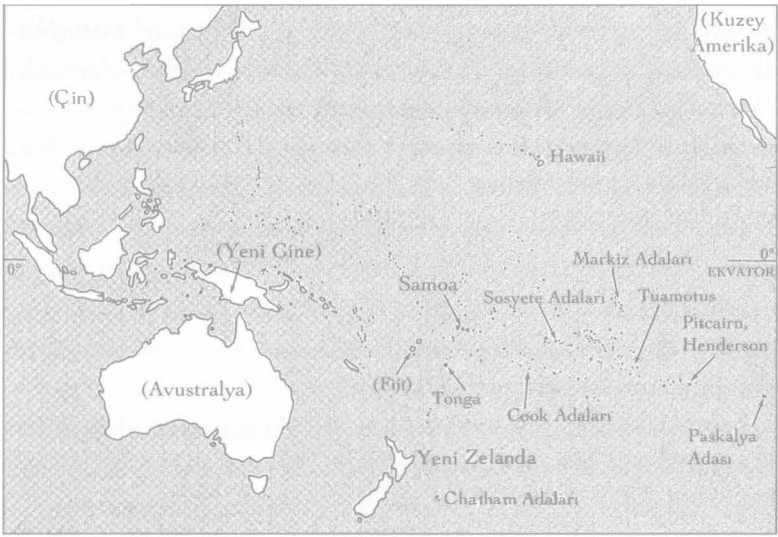 (Kuzey
Amerika)
(Çin)
Hawaii
(Yeni Gine)
Markiz Adaları
0°
0°
EKVATOR
Samoa
Sosyete Adaları
Tuamotus
Pitcairn,
Henderson
(Avustralya)
(Fiji)
Tonga
Cook Adaları
Paskalya
Adası
Yeni Zelanda
Chatham Adaları